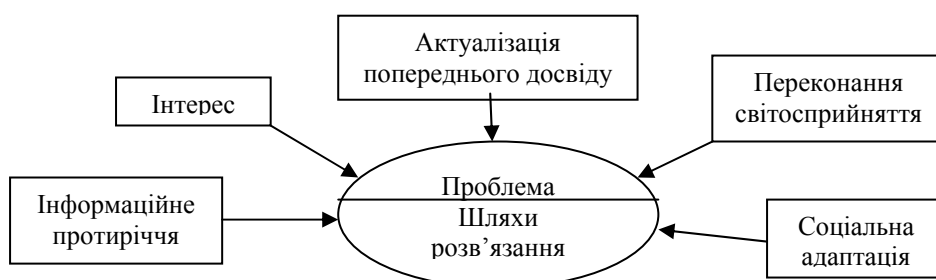 Актуалізація
попереднього досвіду
Переконання
світосприйняття
Інтерес
Проблема
Шляхи
розв’язання
Інформаційне
протиріччя
Соціальна
адаптація